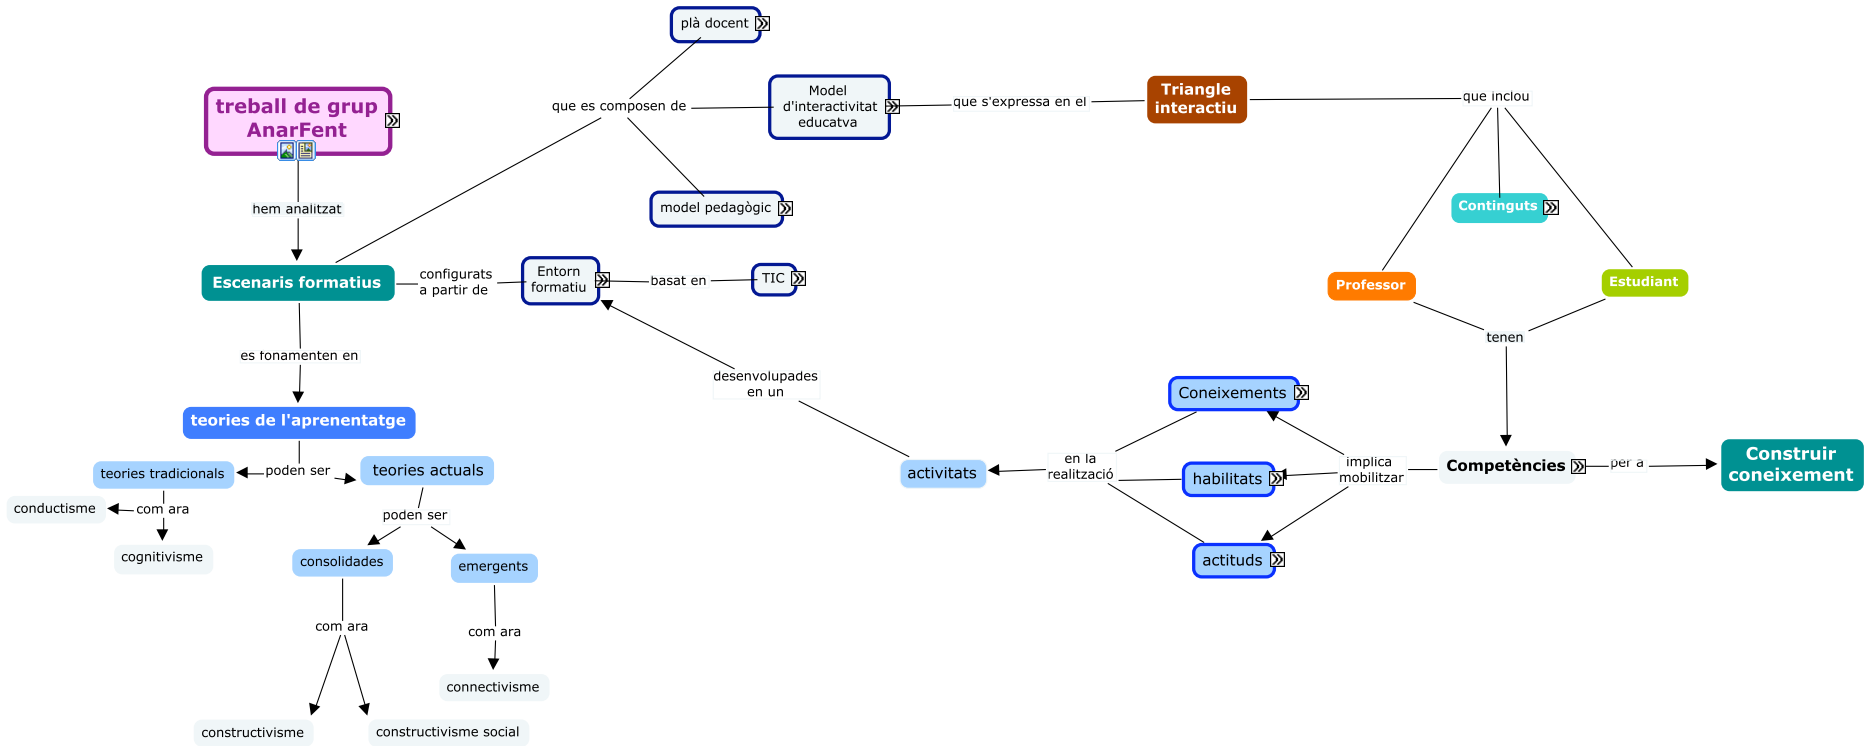 plà docent
treball de grup
AnarFent
que es composen de
Model
d'interactivitat
educatva
que s'expressa en el
Triangle
interactiu
que inclou
hem analitzat
model pedagògic
Continguts
Escenaris formatius
configurats
a partir de
Entorn
formatiu
basat en
TIC
Professor
Estudiant
es fonamenten en
tenen
desenvolupades
en un
Coneixements
teories de l'aprenentatge
teories tradicionals
poden ser
teories actuals
activitats
en la
realització
habilitats
implica
mobilitzar
Competències
per a
Construir
coneixement
conductisme
com ara
poden ser
cognitivisme
consolidades
emergents
actituds
com ara
com ara
connectivisme
constructivisme
constructivisme social